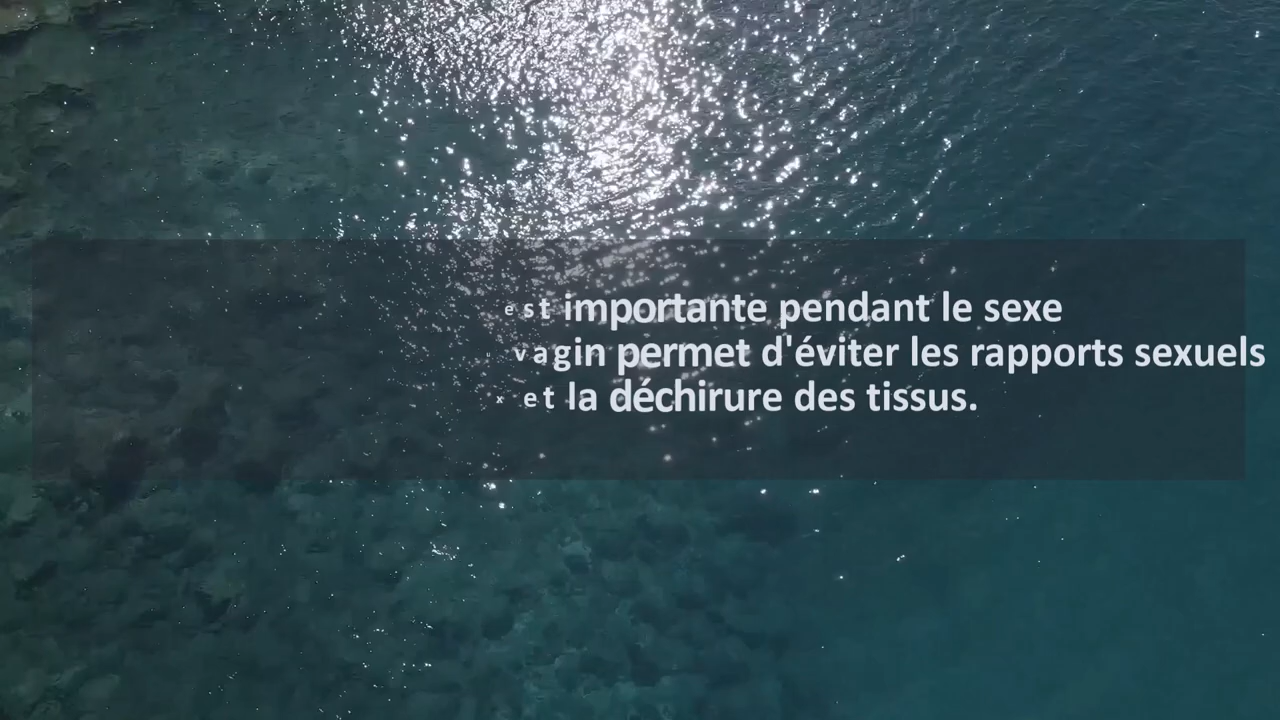 est importante pendant le sexe
vagin permet d'éviter les rapports sexuels
x et la déchirure des tissus.